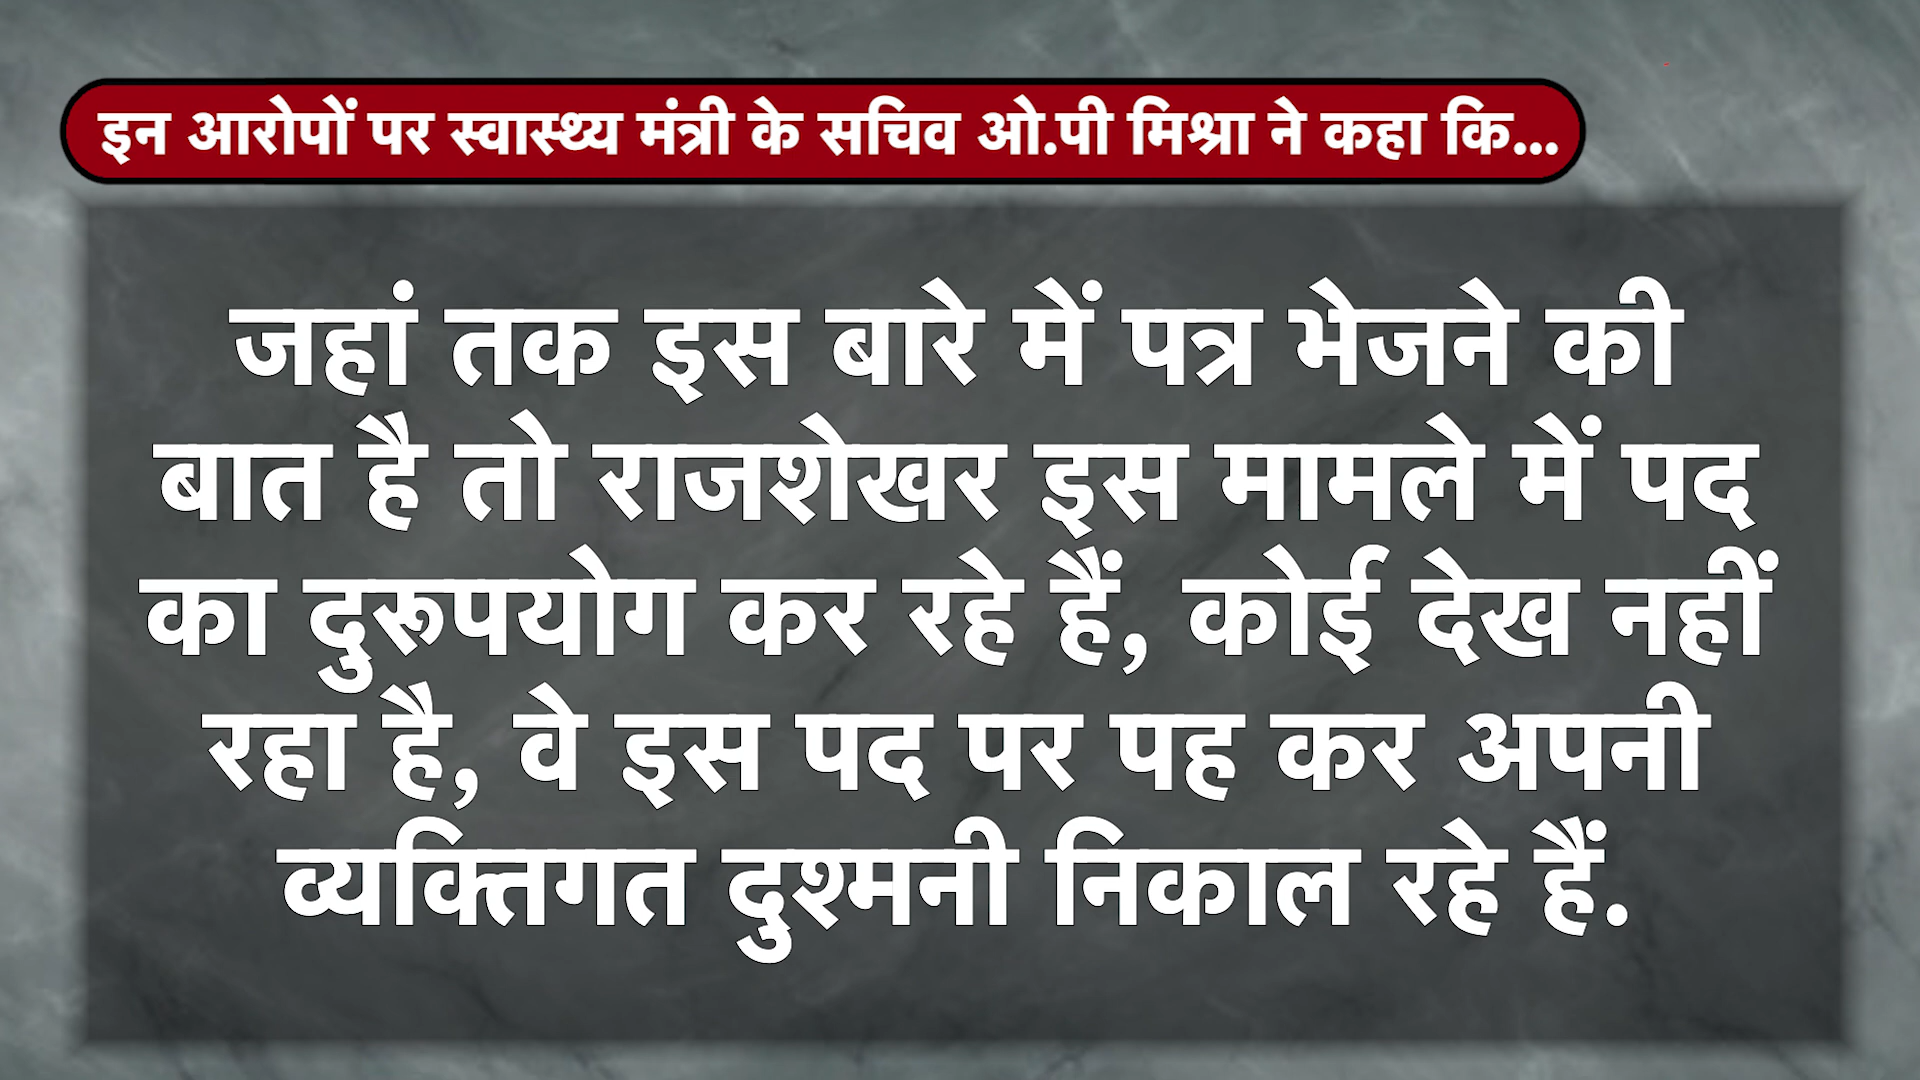 इन आरोपों पर स्वास्थ्य मंत्री के सचिव ओ.पी मिश्रा ने कहा कि...
जहां तक इस बारे में पत्र भेजने की
बात है तो राजशेखर इस मामले में पद
का दुरूपयोग कर रहे हैं, कोई देख नहीं
रहा है, वे इस पद पर पह कर अपनी
व्यक्तिगत दुश्मनी निकाल रहे हैं.